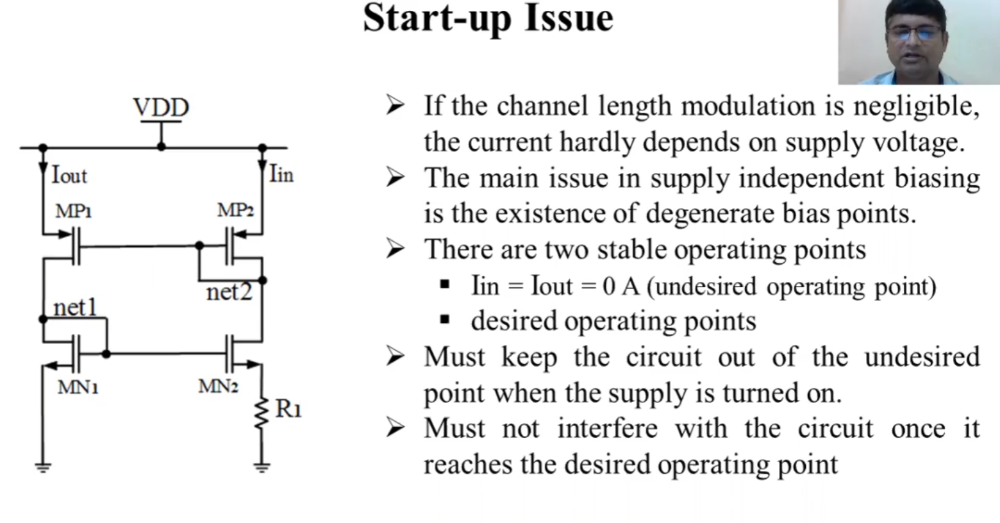 Start-up Issue
VDD
Iout
Iin
MP1
MP2
net2
net1
MN1
MN2
R1
➢ If the channel length modulation is negligible,
the current hardly depends on supply voltage.
➢ The main issue in supply independent biasing
is the existence of degenerate bias points.
➢ There are two stable operating points
▪ Iin = Iout = 0 A (undesired operating point)
▪ desired operating points
➢ Must keep the circuit out of the undesired
point when the supply is turned on.
➢ Must not interfere with the circuit once it
reaches the desired operating point